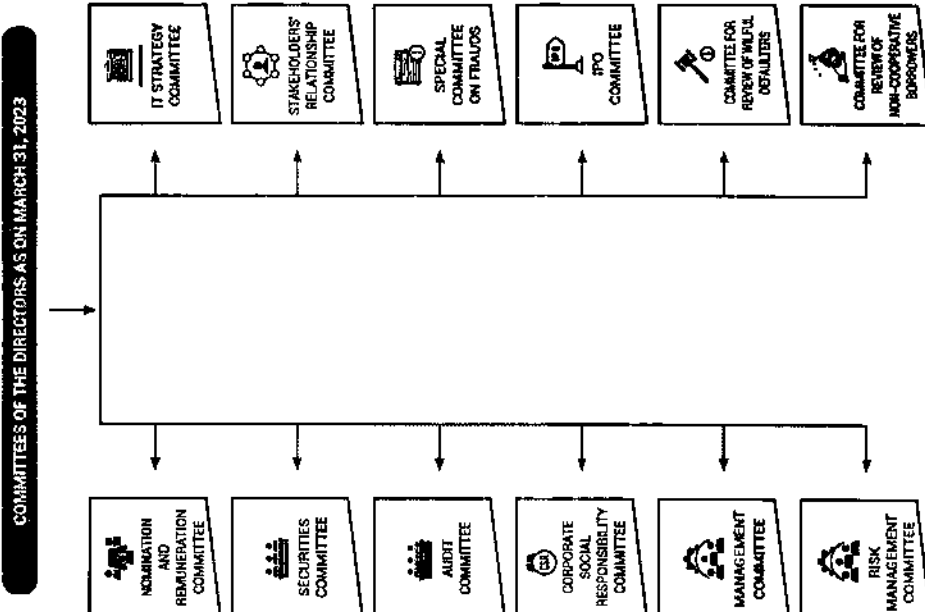 COMMITTEES OF THE DIRECTORS AS ON MARCH 31, 2023
NOMINATION
AND
REMUNERATION
COMMITTEE
SECURITIES
COMMITTEE
AUDIT
COMMITTEE
CSR
CORPORATE
SOCIAL
RESPONSIBILITY
COMMITTEE
MANAGEMENT
COMMITTEE
RISK
MANAGEMENT
COMMITTEE
IT STRATEGY
COMMITTEE
STAKEHOLDERS'
RELATIONSHIP
COMMITTEE
SPECIAL
COMMITTEE
ON FRAUDS
IPO
IPO
COMMITTEE
COMMITTEE FOR
REVIEW OF WILFUL
DEFAULTERS
COMMITTEE FOR
REVIEW OF
NON-COOPERATIVE
BORROWERS